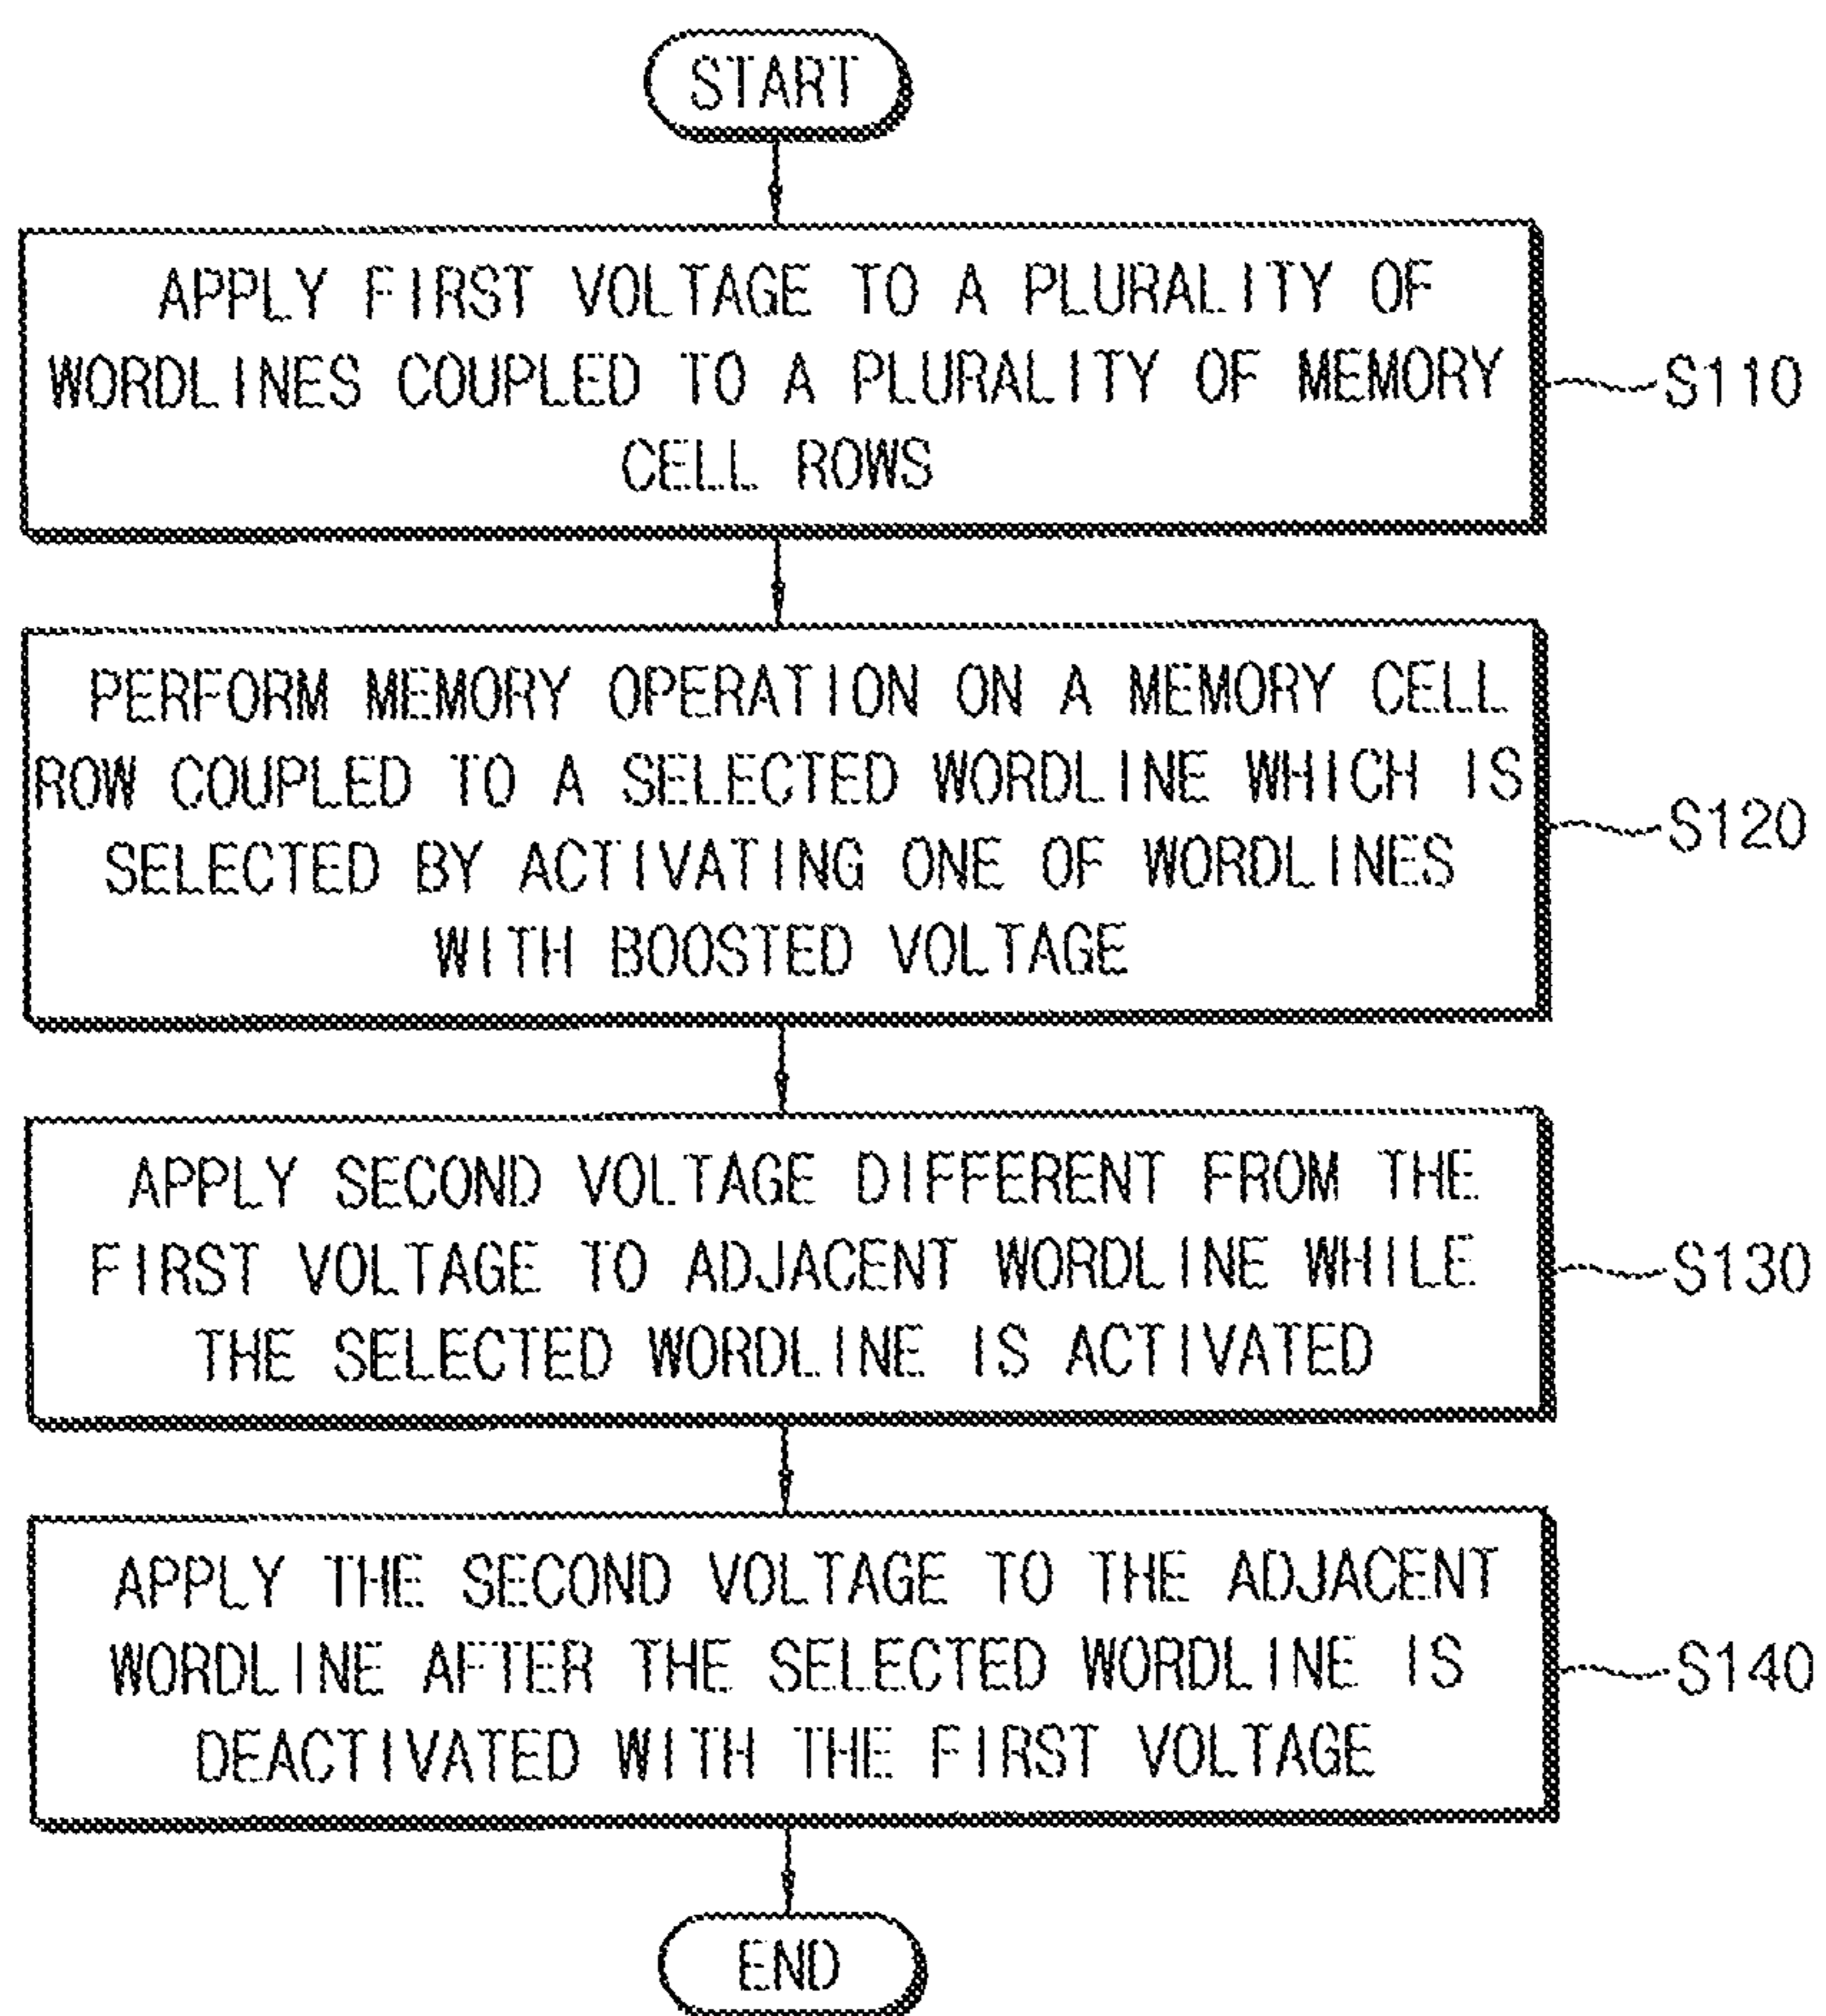 START
APPLY FIRST VOLTAGE TO A PLURALITY OF
WORDLINES COUPLED TO A PLURALITY OF MEMORY
CELL ROWS
S110
PERFORM MEMORY OPERATION ON A MEMORY CELL
ROW COUPLED TO A SELECTED WORDLINE WHICH IS
SELECTED BY ACTIVATING ONE OF WORDLINES
WITH BOOSTED VOLTAGE
S120
APPLY SECOND VOLTAGE DIFFERENT FROM THE
FIRST VOLTAGE TO ADJACENT WORDLINE WHILE
THE SELECTED WORDLINE IS ACTIVATED
S130
APPLY THE SECOND VOLTAGE TO THE ADJACENT
WORDLINE AFTER THE SELECTED WORDLINE IS
DEACTIVATED WITH THE FIRST VOLTAGE
S140
END